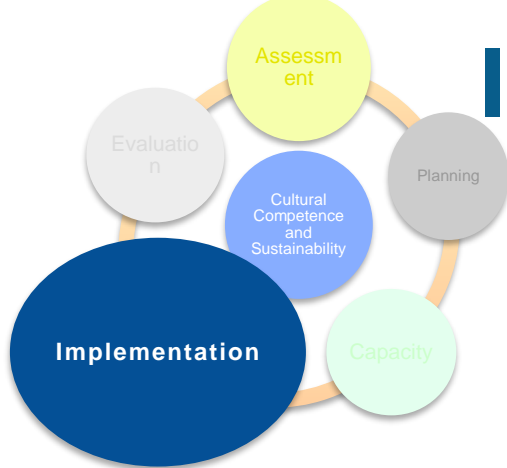 Assessm
ent
Evaluatio
n
Planning
Cultural
Competence
and
Sustainability
Implementation
Capacity